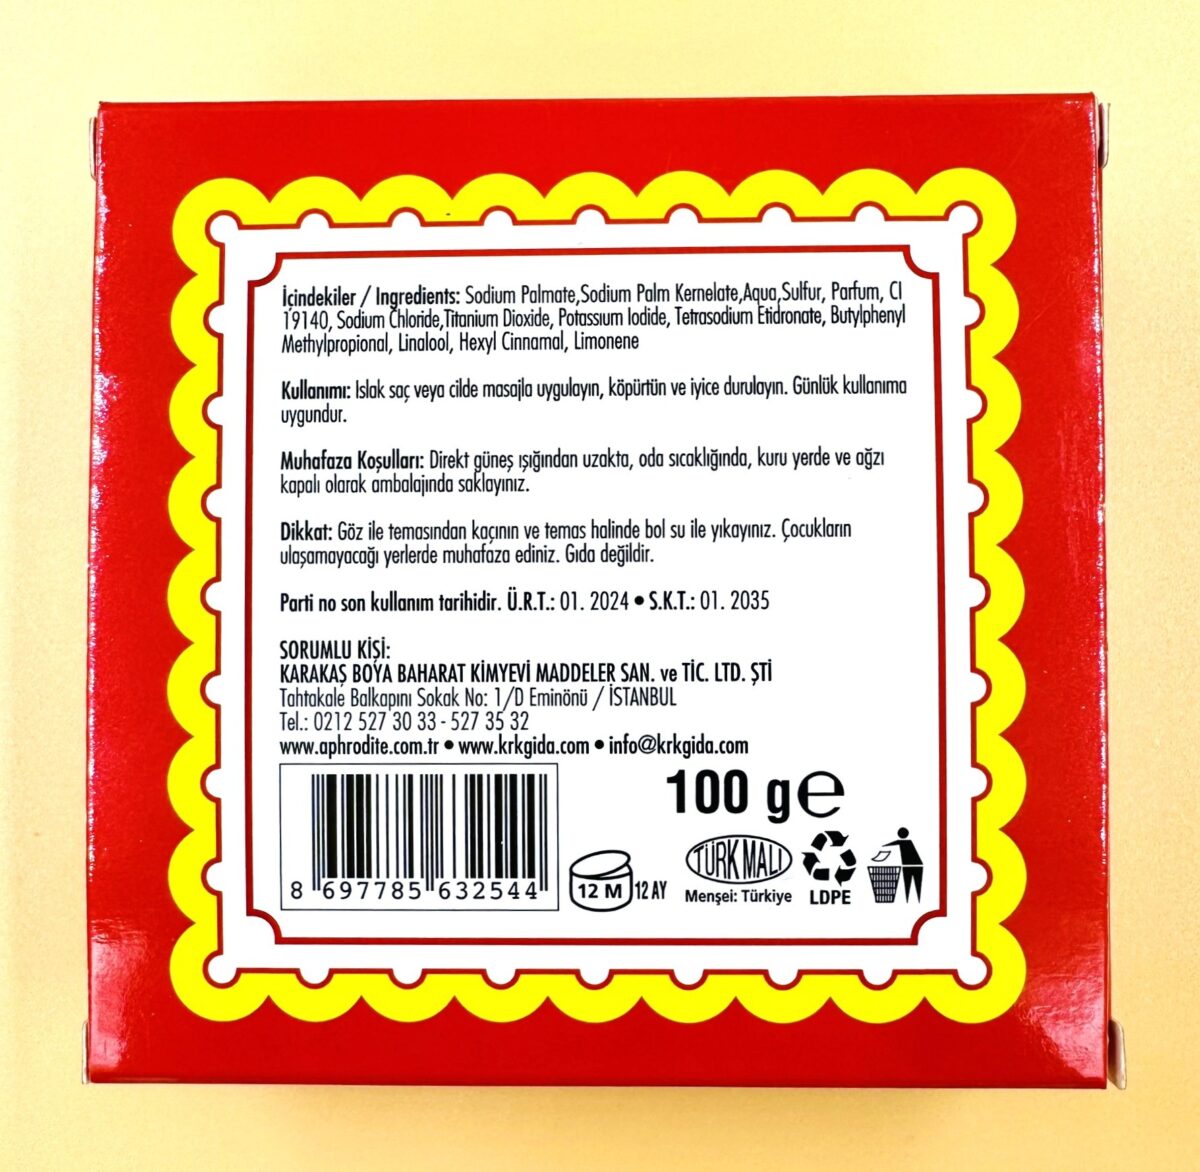 İçindekiler / Ingredients: Sodium Palmate,Sodium Palm Kernelate,Aqua,Sulfur, Parfum, CI
19140, Sodium Chloride,Titanium Dioxide, Potassıum Iodide, Tetrasodium Etidronate, Butylphenyl
Methylpropional, Linalool, Hexyl Cinnamal, Limonene
Kullanımı: Islak saç veya cilde masajla uygulayın, köpürtün ve iyice durulayın. Günlük kullanıma
uygundur.
Muhafaza Koşulları: Direkt güneş ışığından uzakta, oda sıcaklığında, kuru yerde ve ağzı
kapalı olarak ambalajında saklayınız.
Dikkat: Göz ile temasından kaçının ve temas halinde bol su ile yıkayınız. Çocukların
ulaşamayacağı yerlerde muhafaza ediniz. Gıda değildir.
Parti no son kullanım tarihidir. Ü.R.T.: 01. 2024 • S.K.T.: 01. 2035
SORUMLU KİŞİ:
KARAKAŞ BOYA BAHARAT KİMYEVİ MADDELER SAN. ve TİC. LTD. ŞTİ
Tahtakale Balkapını Sokak No: 1/D Eminönü / İSTANBUL
Tel.: 0212 527 30 33 - 527 35 32
www.aphrodite.com.tr • www.krkgida.com • info@krkgida.com
100 g℮
8 697785 632544
12 M 12 AY
TÜRK MALI
Menşei: Türkiye
LDPE